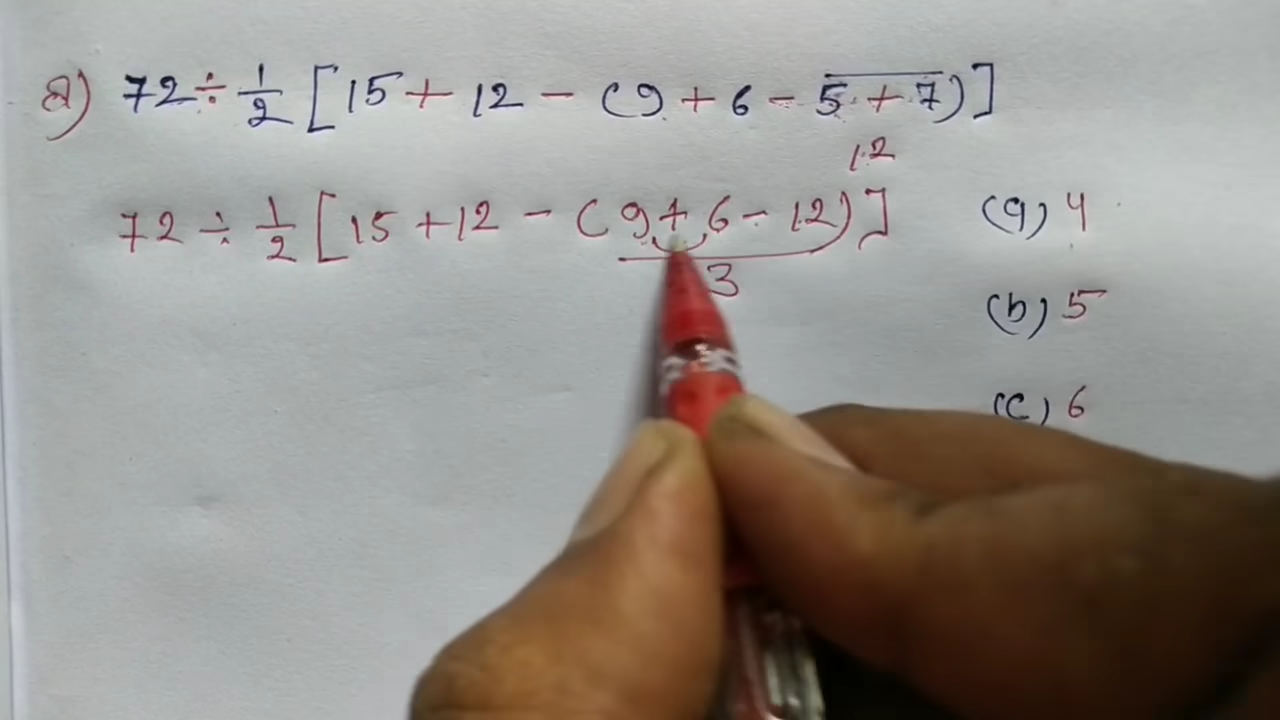 a) 72 ÷ 1/2 [15 + 12 - (9 + 6 - 5 + 7)]
12
72 ÷ 1/2 [15 + 12 - (9 + 6 - 12)]
3
(a) 4
(b) 5
(c) 6